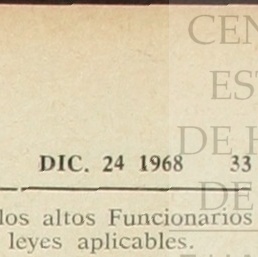 CEN
EST
DE H
DIC. 24 1968 33
DE
los altos Funcionarios
leyes aplicables.